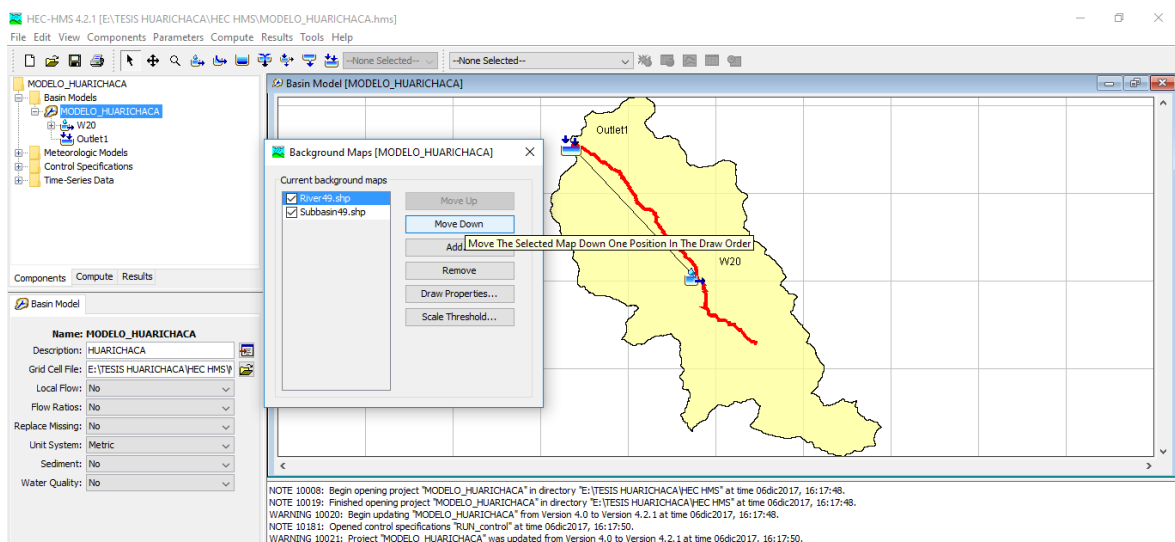 HEC-HMS 4.2.1 [E:\TESIS HUARICHACA\HEC HMS\MODELO_HUARICHACA.hms]
File Edit View Components Parameters Compute Results Tools Help
--None Selected-- --None Selected--
MODELO_HUARICHACA
Basin Models
MODELO_HUARICHACA
W20
Outlet1
Meteorologic Models
Control Specifications
Time-Series Data
Components Compute Results
Basin Model
Name: MODELO_HUARICHACA
Description: HUARICHACA
Grid Cell File: E:\TESIS HUARICHACA\HEC HMS\
Local Flow: No
Flow Ratios: No
Replace Missing: No
Unit System: Metric
Sediment: No
Water Quality: No
Basin Model [MODELO_HUARICHACA]
Outlet1
W20
Background Maps [MODELO_HUARICHACA]
Current background maps
River49.shp
Subbasin49.shp
Move Up
Move Down
Add
Move The Selected Map Down One Position In The Draw Order
Remove
Draw Properties...
Scale Threshold...
NOTE 10008: Begin opening project "MODELO_HUARICHACA" in directory "E:\TESIS HUARICHACA\HEC HMS" at time 06dic2017, 16:17:48.
NOTE 10019: Finished opening project "MODELO_HUARICHACA" in directory "E:\TESIS HUARICHACA\HEC HMS" at time 06dic2017, 16:17:48.
WARNING 10020: Begin updating "MODELO_HUARICHACA" from Version 4.0 to Version 4.2.1 at time 06dic2017, 16:17:48.
NOTE 10181: Opened control specifications "RUN_control" at time 06dic2017, 16:17:50.
WARNING 10021: Project "MODELO_HUARICHACA" was updated from Version 4.0 to Version 4.2.1 at time 06dic2017, 16:17:50.